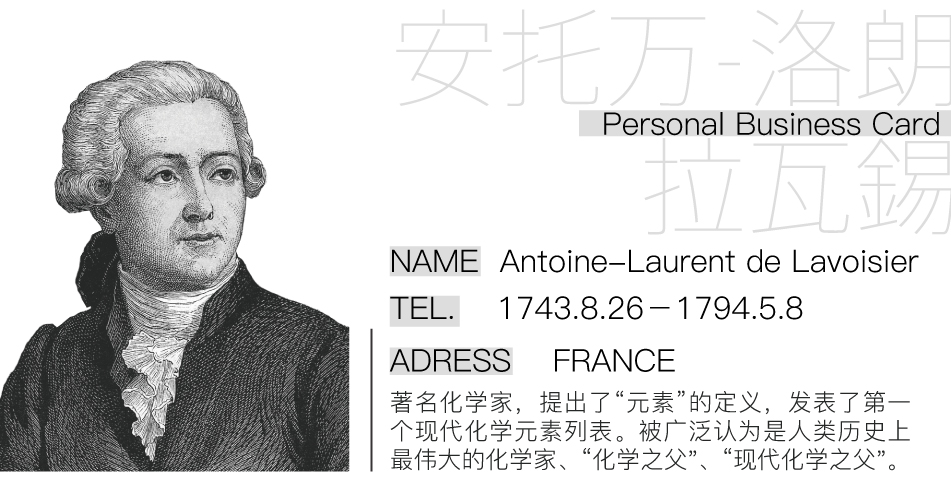 安托万-洛朗
Personal Business Card
拉瓦錫
NAME Antoine-Laurent de Lavoisier
TEL. 1743.8.26－1794.5.8
ADRESS FRANCE
著名化学家，提出了“元素”的定义，发表了第一
个现代化学元素列表。被广泛认为是人类历史上
最伟大的化学家、“化学之父”、“现代化学之父”。